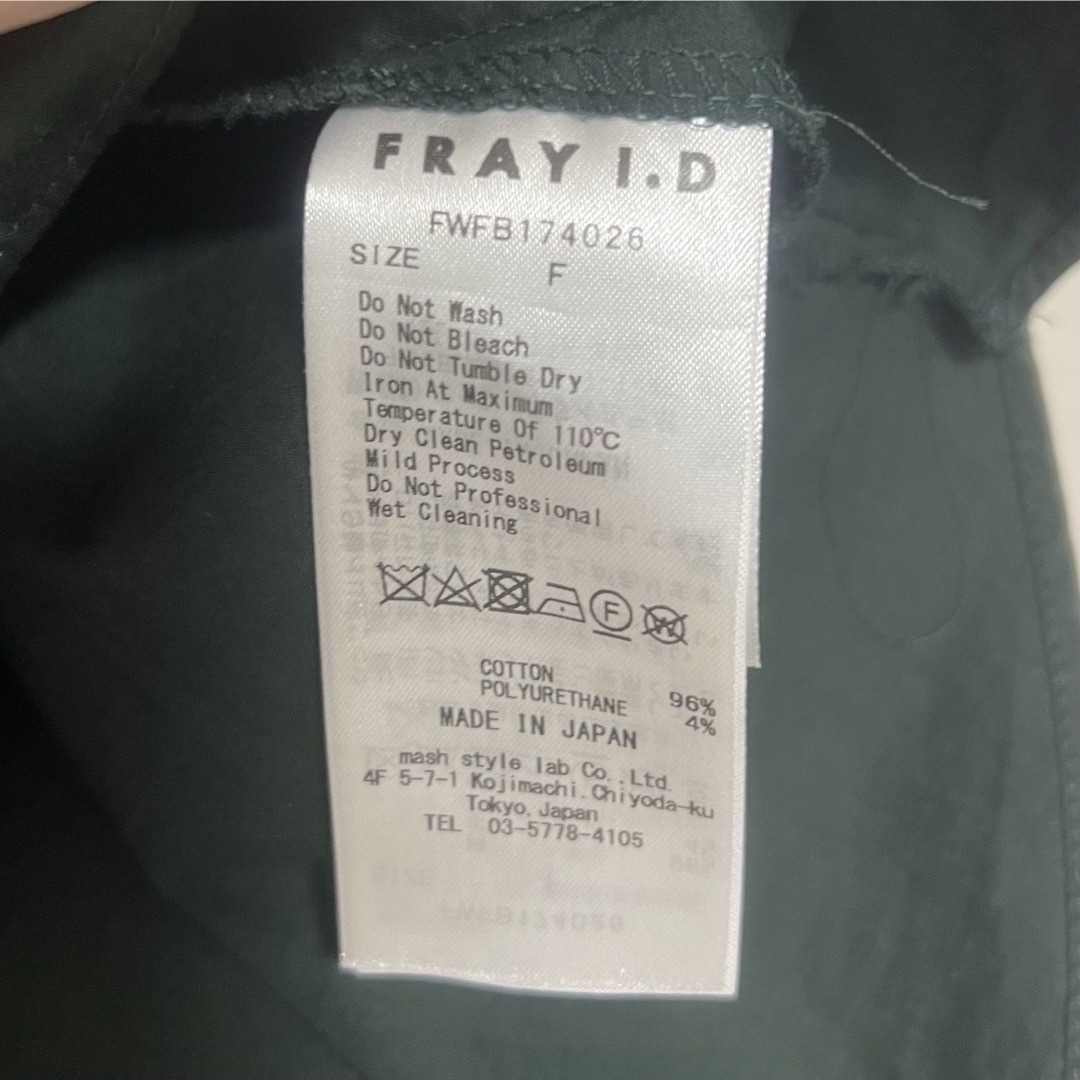 FRAY I.D
FWFB174026
SIZE F
Do Not Wash
Do Not Bleach
Do Not Tumble Dry
Iron At Maximum
Temperature Of 110℃
Dry Clean Petroleum
Mild Process
Do Not Professional
Wet Cleaning
F W
COTTON 96%
POLYURETHANE 4%
MADE IN JAPAN
mash style lab Co.,Ltd.
4F 5-7-1 Kojimachi.Chiyoda-ku
Tokyo.Japan
TEL 03-5778-4105